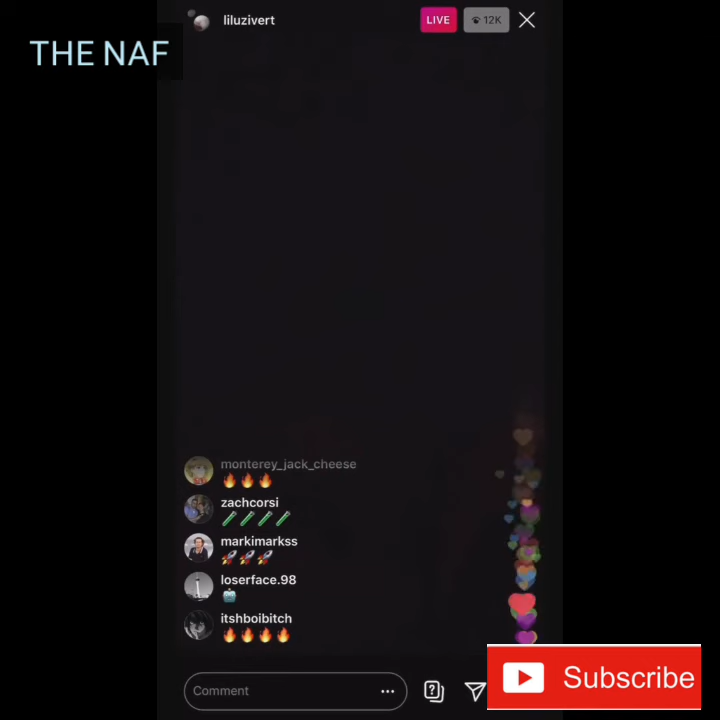 liluzivert
LIVE
12K
THE NAF
monterey_jack_cheese
zachcorsi
markimarkss
loserface.98
itshboibitch
Comment
Subscribe